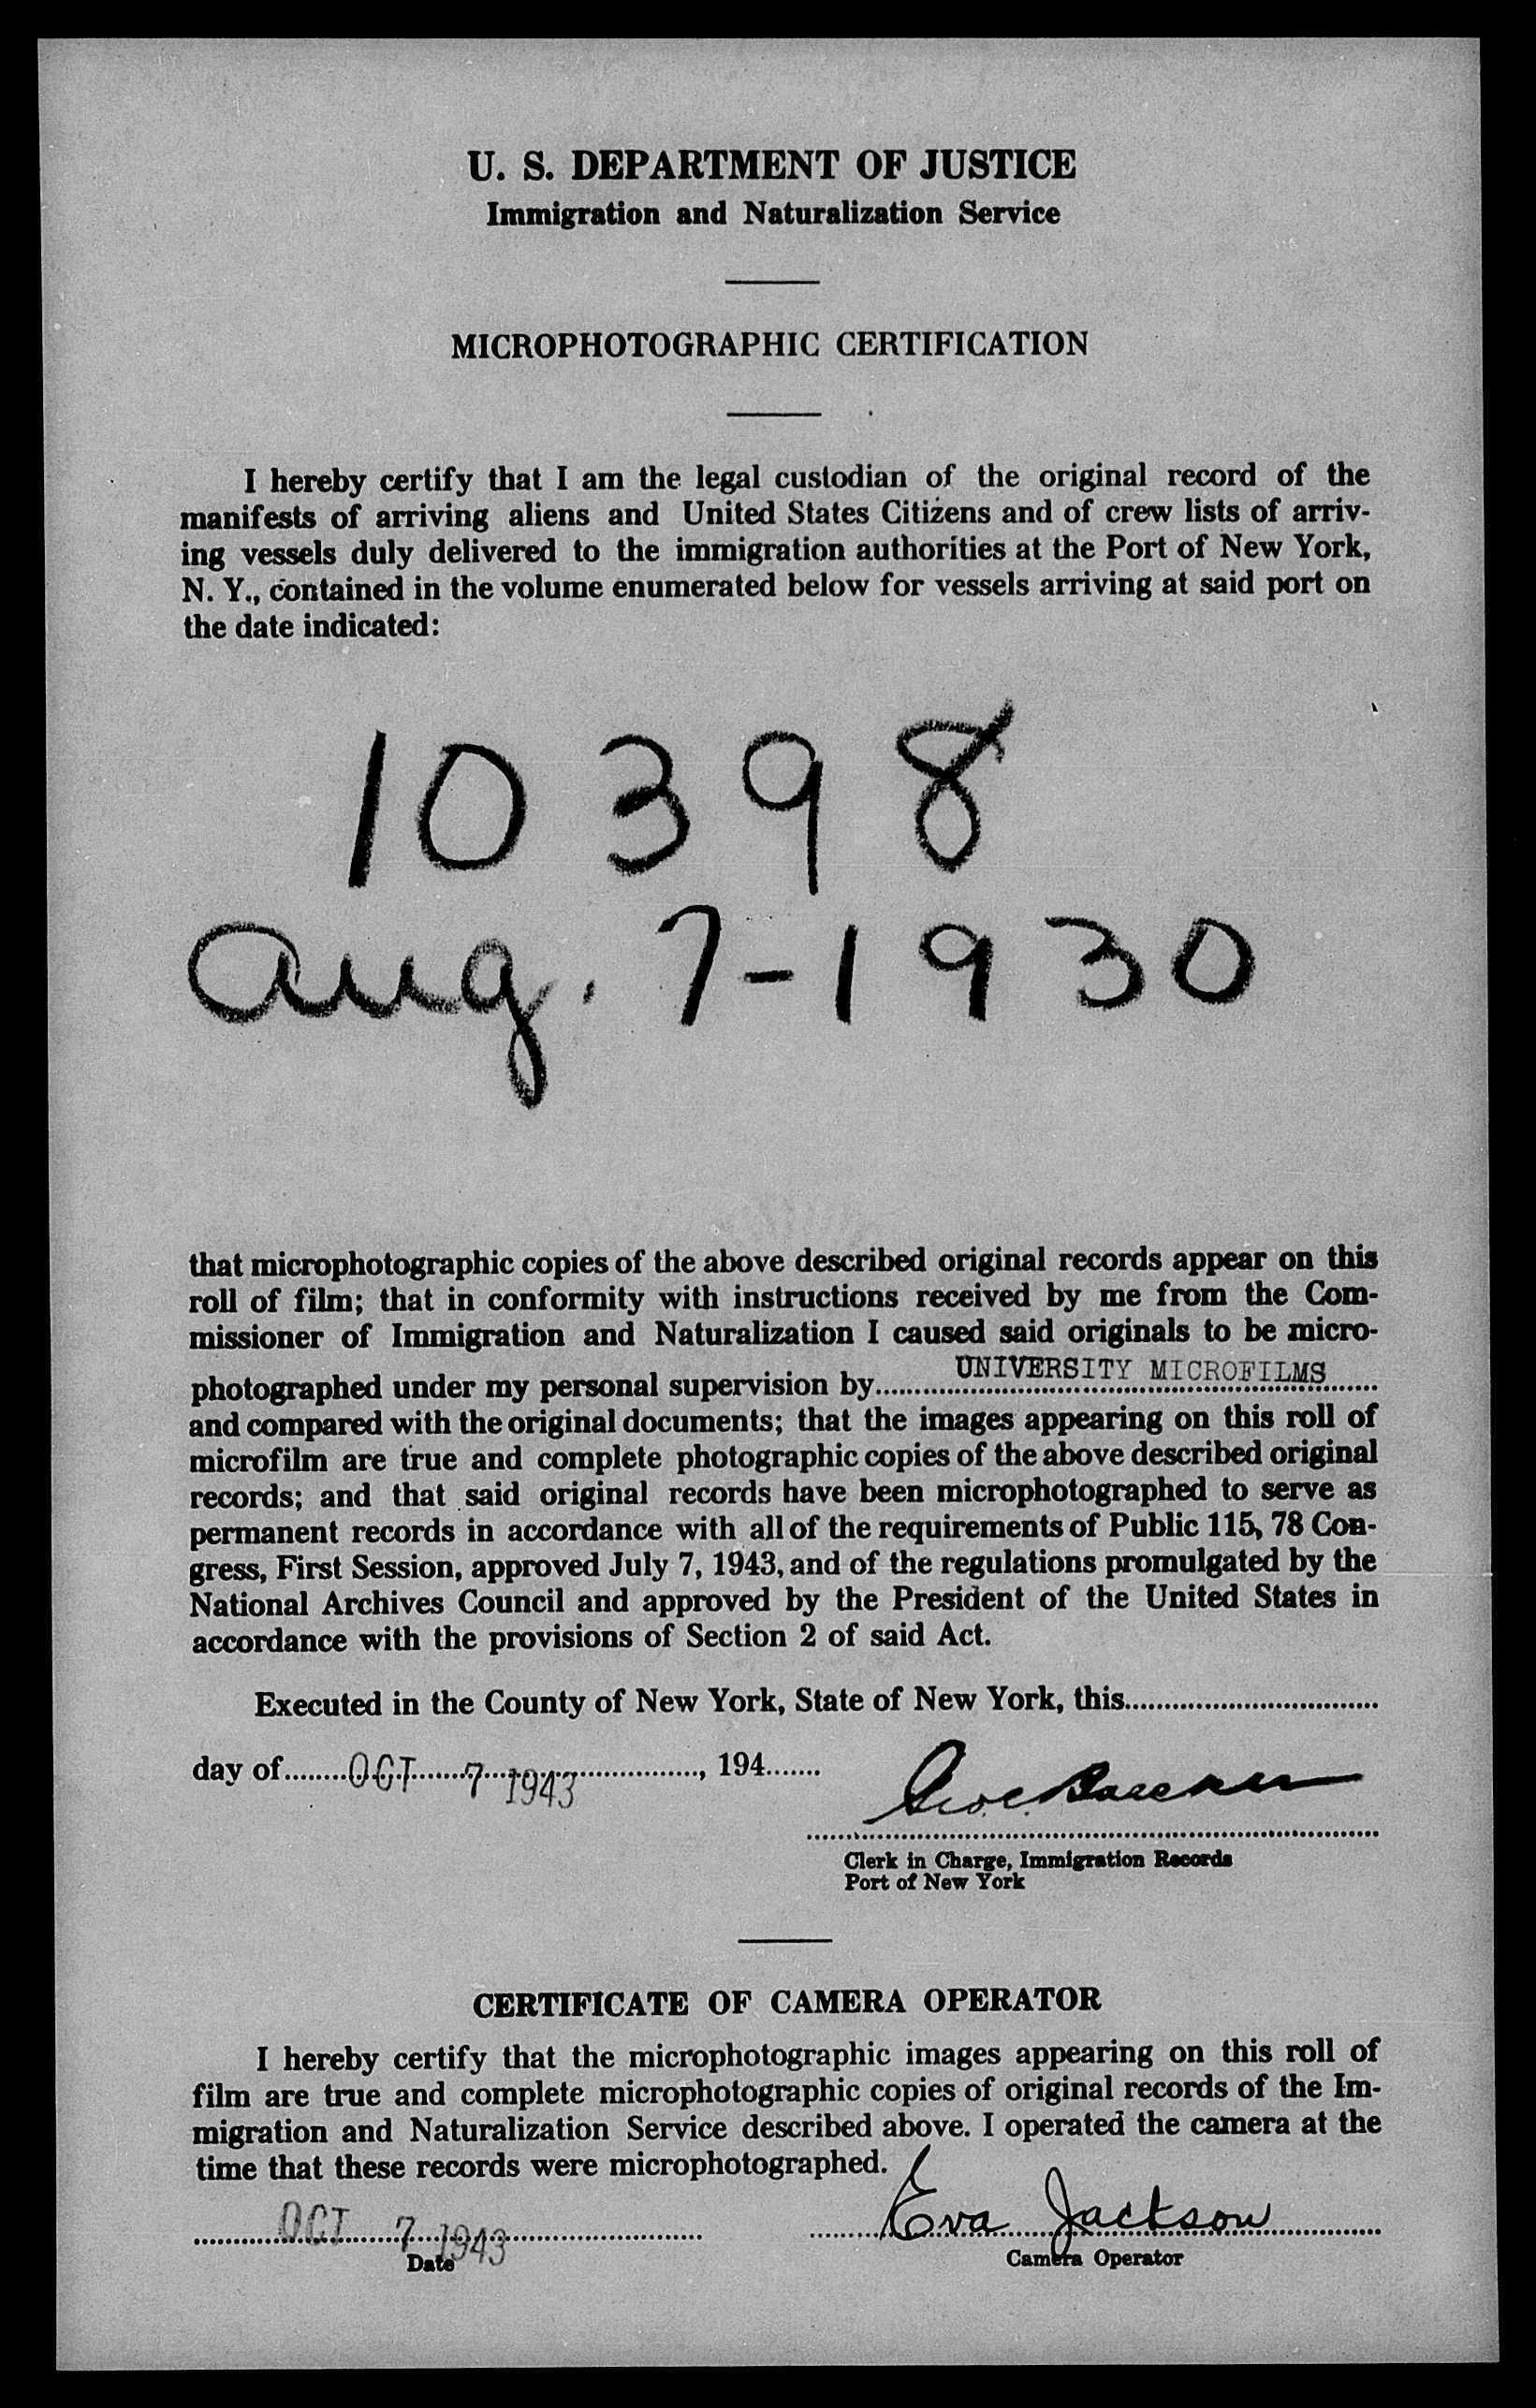 U. S. DEPARTMENT OF JUSTICE
Immigration and Naturalization Service
MICROPHOTOGRAPHIC CERTIFICATION
I hereby certify that I am the legal custodian of the original record of the
manifests of arriving aliens and United States Citizens and of crew lists of arriv-
ing vessels duly delivered to the immigration authorities at the Port of New York,
N. Y., contained in the volume enumerated below for vessels arriving at said port on
the date indicated:
10398
Aug. 7-1930
that microphotographic copies of the above described original records appear on this
roll of film; that in conformity with instructions received by me from the Com-
missioner of Immigration and Naturalization I caused said originals to be micro-
photographed under my personal supervision by UNIVERSITY MICROFILMS
and compared with the original documents; that the images appearing on this roll of
microfilm are true and complete photographic copies of the above described original
records; and that said original records have been microphotographed to serve as
permanent records in accordance with all of the requirements of Public 115, 78 Con-
gress, First Session, approved July 7, 1943, and of the regulations promulgated by the
National Archives Council and approved by the President of the United States in
accordance with the provisions of Section 2 of said Act.
Executed in the County of New York, State of New York, this
day of OCT 7 1943, 194
Clerk in Charge, Immigration Records
Port of New York
CERTIFICATE OF CAMERA OPERATOR
I hereby certify that the microphotographic images appearing on this roll of
film are true and complete microphotographic copies of original records of the Im-
migration and Naturalization Service described above. I operated the camera at the
time that these records were microphotographed.
OCT 7 1943 Eva Jackson
Date Camera Operator